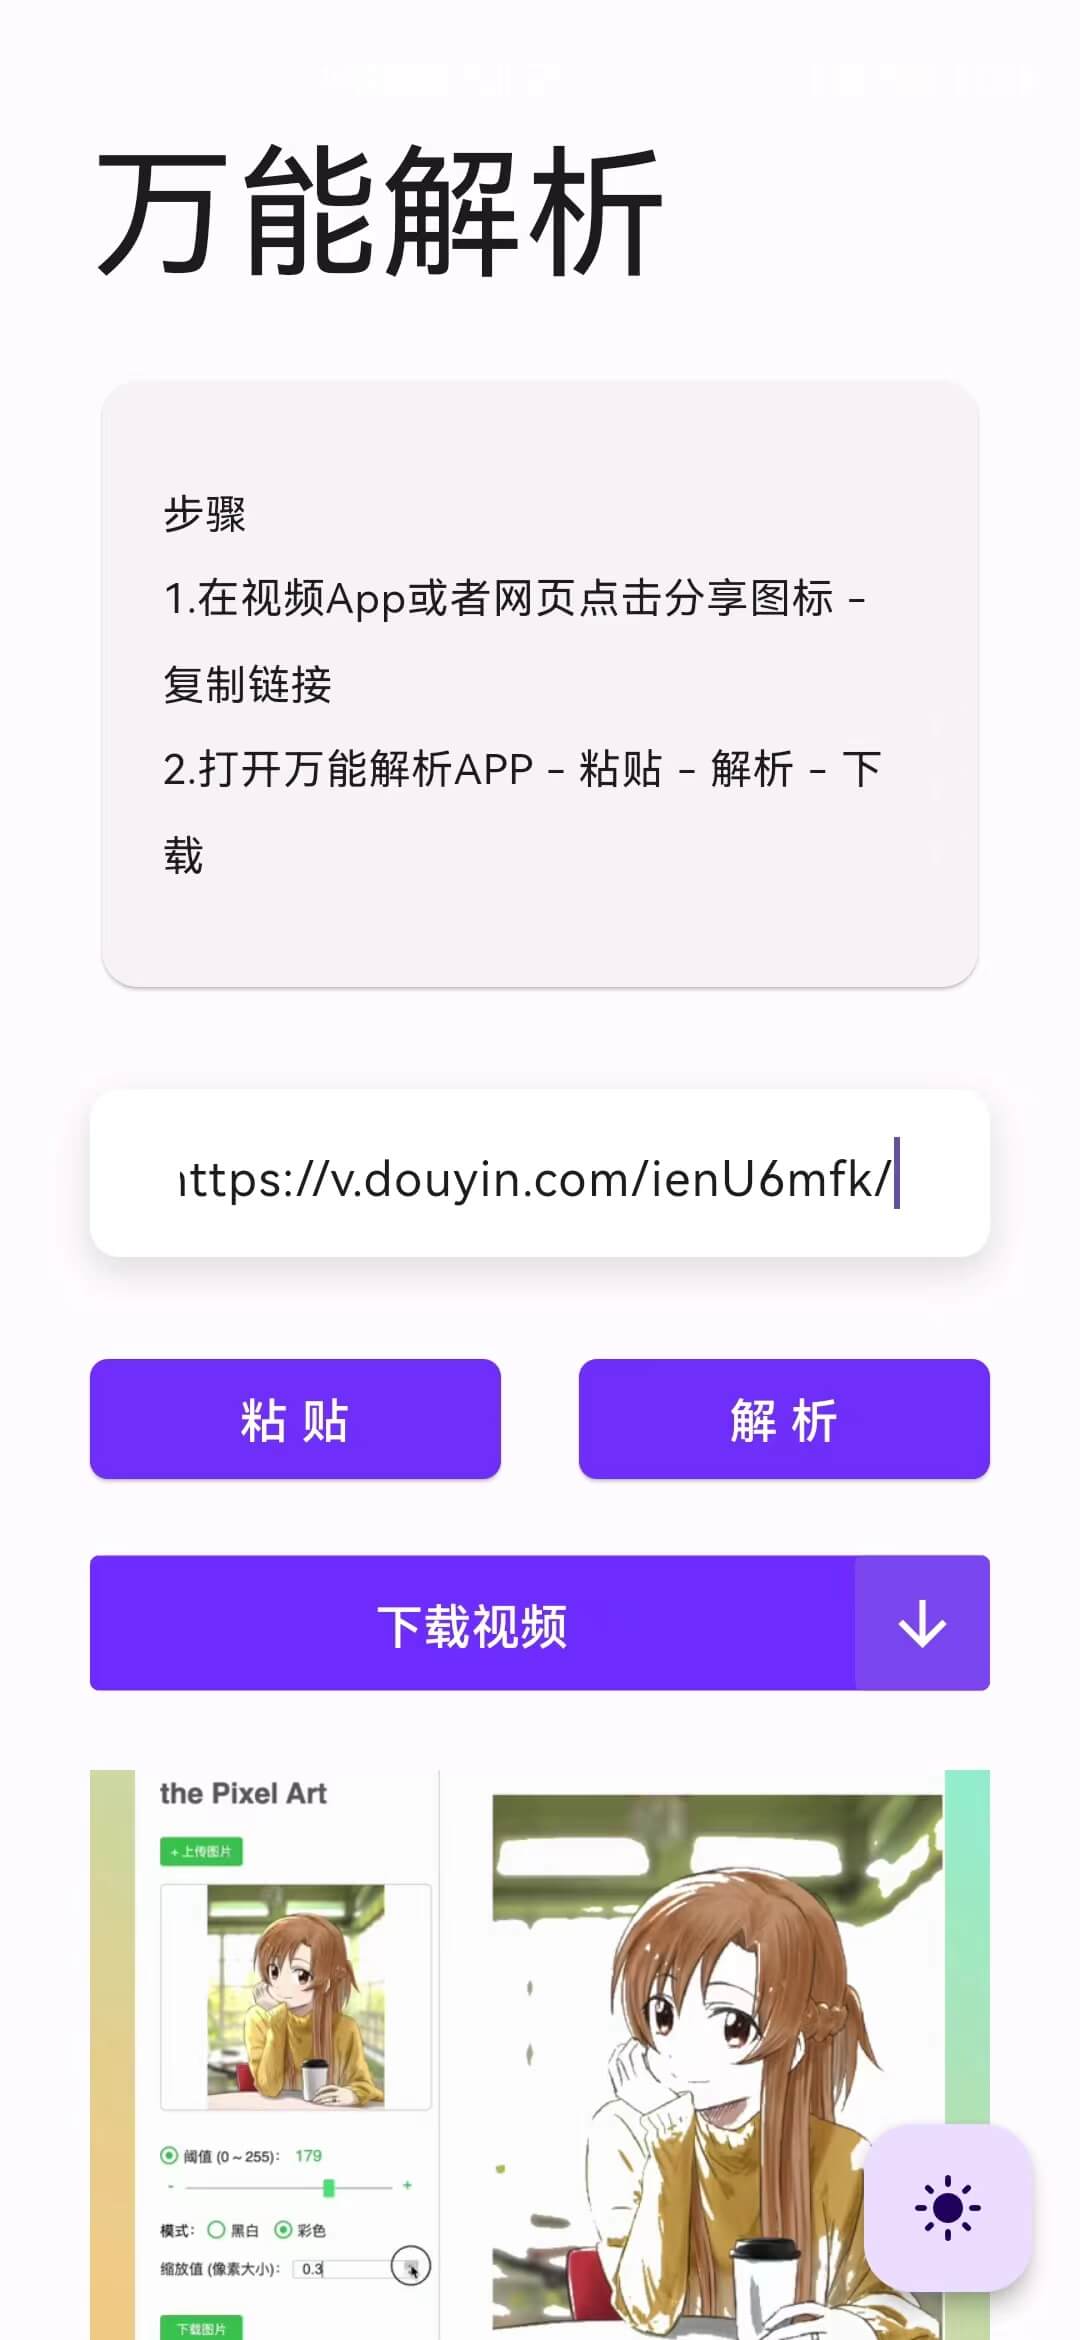 万能解析
步骤
1.在视频App或者网页点击分享图标 -
复制链接
2.打开万能解析APP - 粘贴 - 解析 - 下
载
https://v.douyin.com/ienU6mfk/
粘 贴
解 析
下载视频
the Pixel Art
+ 上传图片
阈值 (0 ~ 255): 179
- +
模式: 黑白 彩色
缩放值 (像素大小): 0.3
下载图片